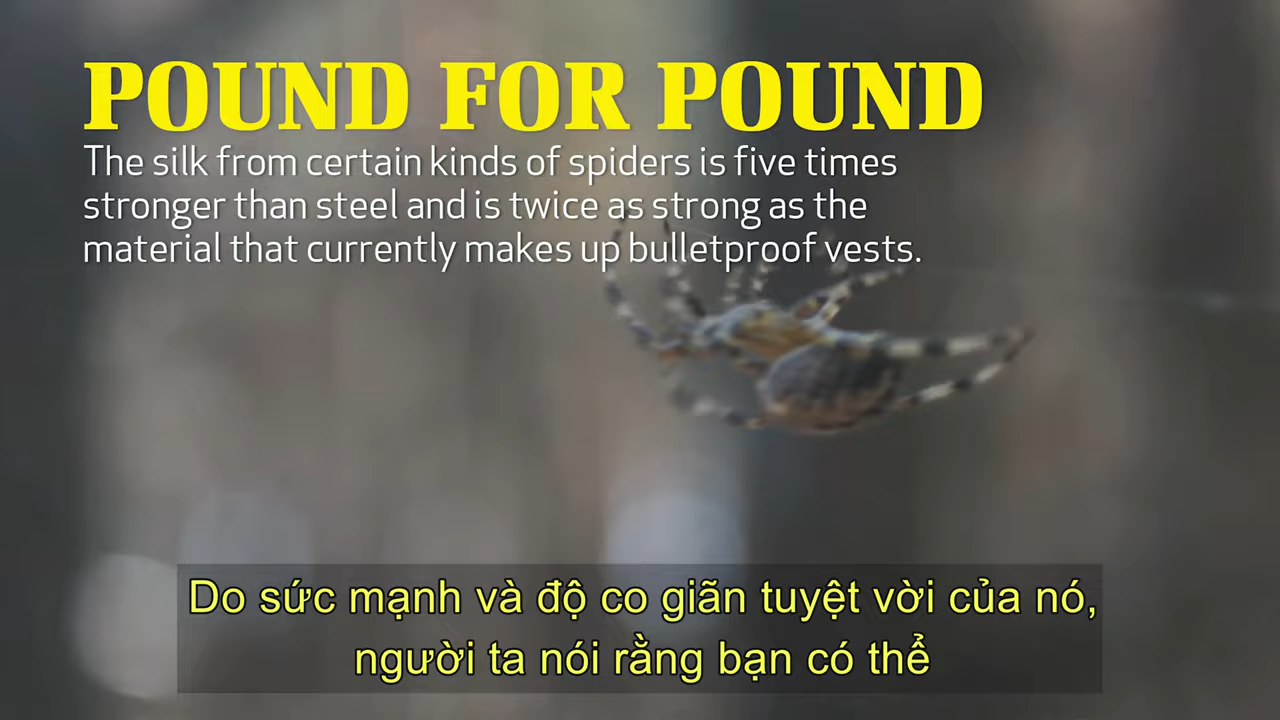 POUND FOR POUND
The silk from certain kinds of spiders is five times
stronger than steel and is twice as strong as the
material that currently makes up bulletproof vests.
Do sức mạnh và độ co giãn tuyệt vời của nó,
người ta nói rằng bạn có thể